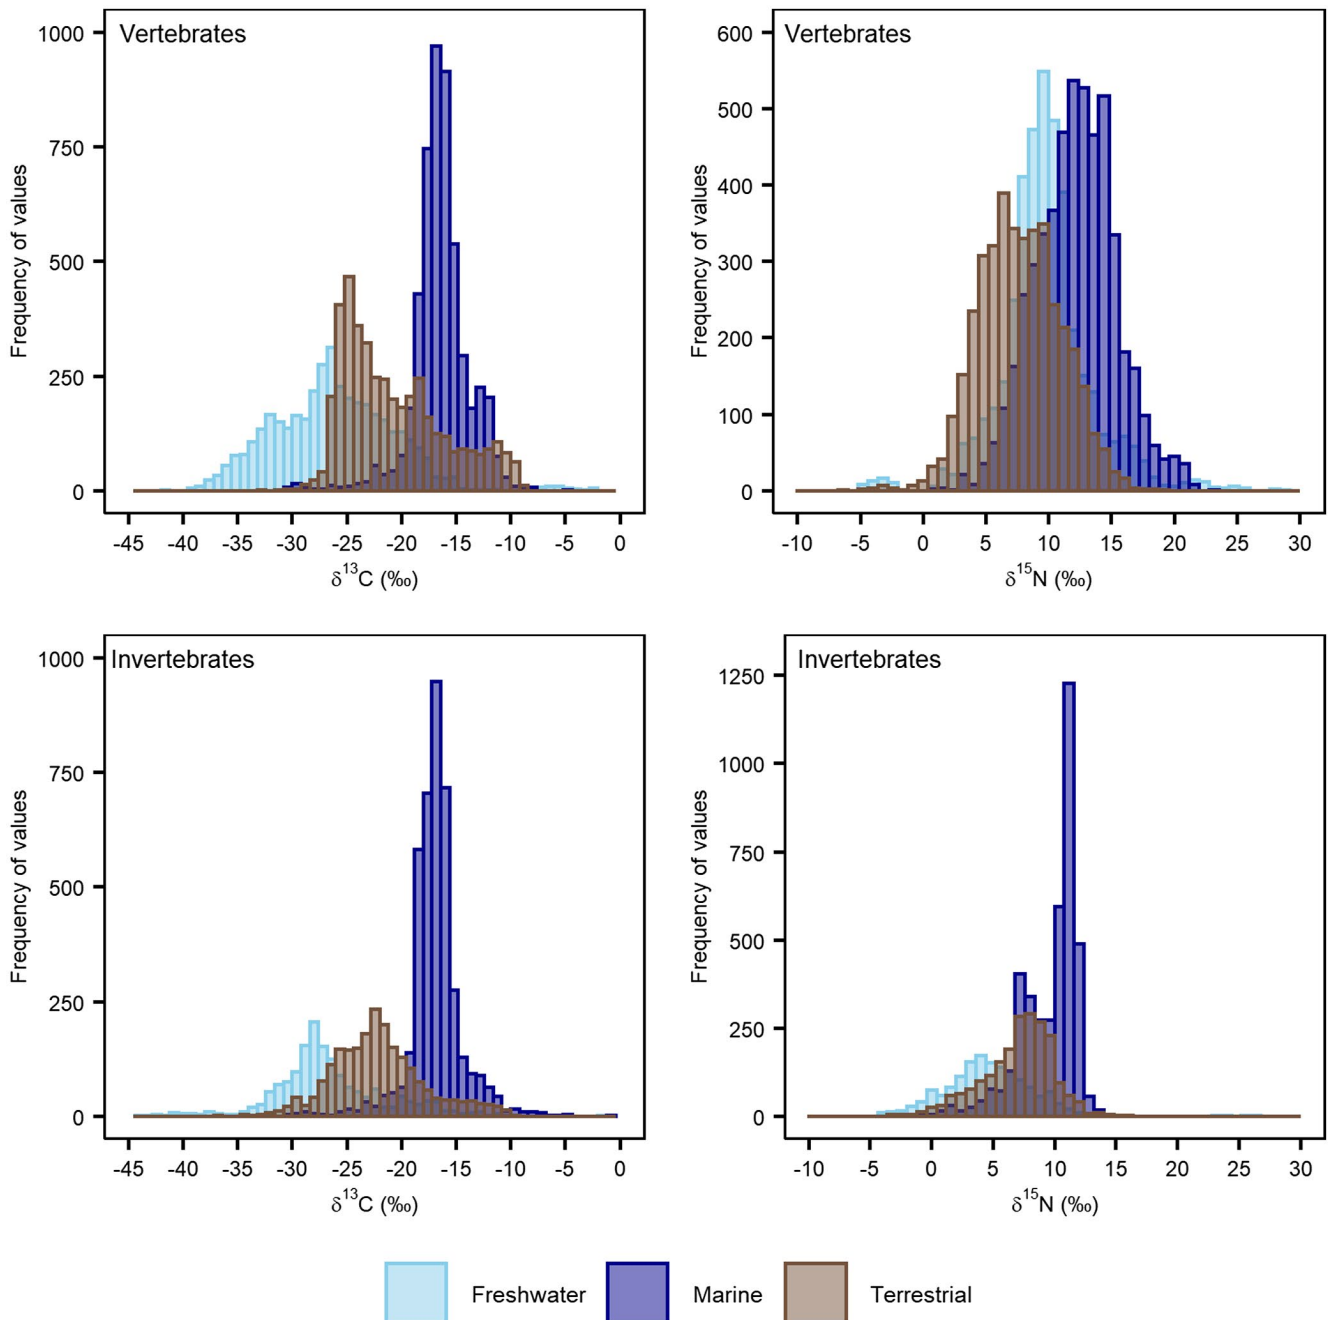 Vertebrates
1000
750
500
250
0
Frequency of values
-45 -40 -35 -30 -25 -20 -15 -10 -5 0
δ¹³C (‰)
Vertebrates
600
500
400
300
200
100
0
Frequency of values
-10 -5 0 5 10 15 20 25 30
δ¹⁵N (‰)
Invertebrates
1000
750
500
250
0
Frequency of values
-45 -40 -35 -30 -25 -20 -15 -10 -5 0
δ¹³C (‰)
Invertebrates
1250
1000
750
500
250
0
Frequency of values
-10 -5 0 5 10 15 20 25 30
δ¹⁵N (‰)
Freshwater Marine Terrestrial